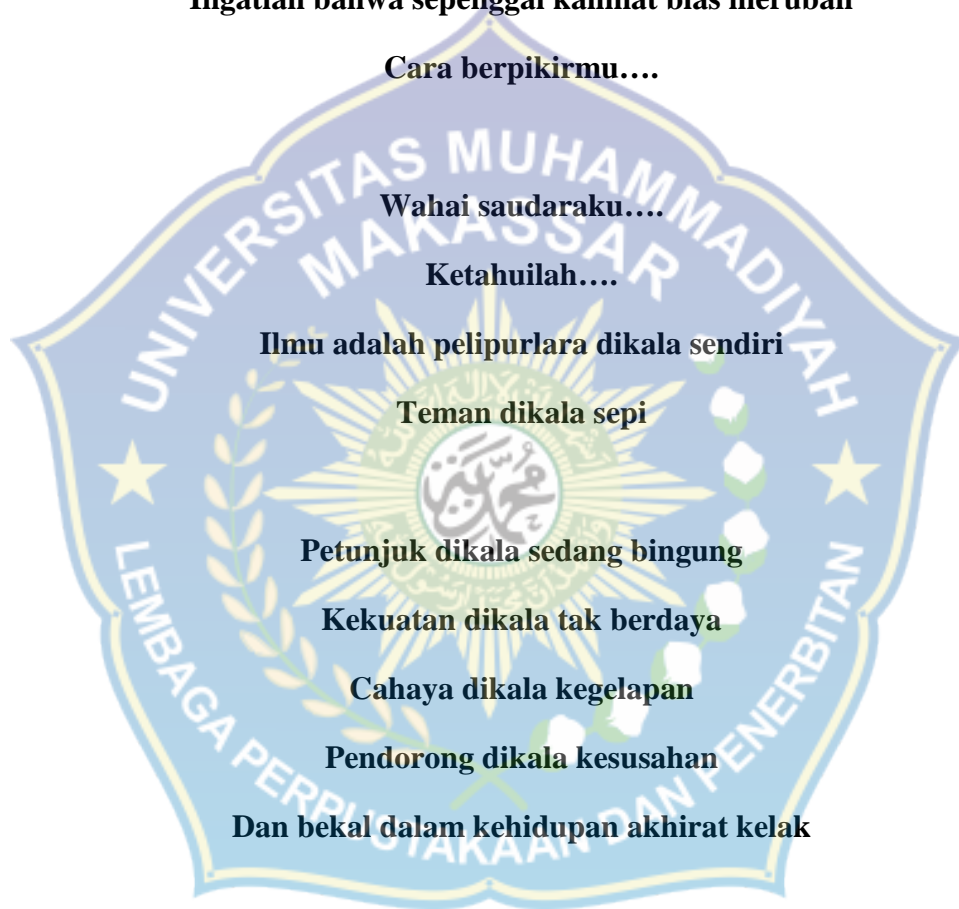 Ingatlah bahwa sepenggal kalimat bias merubah
Cara berpikirmu….
UNIVERSITAS MUHAMMADIYAH
MAKASSAR
Wahai saudaraku….
Ketahuilah….
Ilmu adalah pelipurlara dikala sendiri
Teman dikala sepi
Petunjuk dikala sedang bingung
Kekuatan dikala tak berdaya
Cahaya dikala kegelapan
Pendorong dikala kesusahan
Dan bekal dalam kehidupan akhirat kelak
LEMBAGA PERPUSTAKAAN DAN PENERBITAN